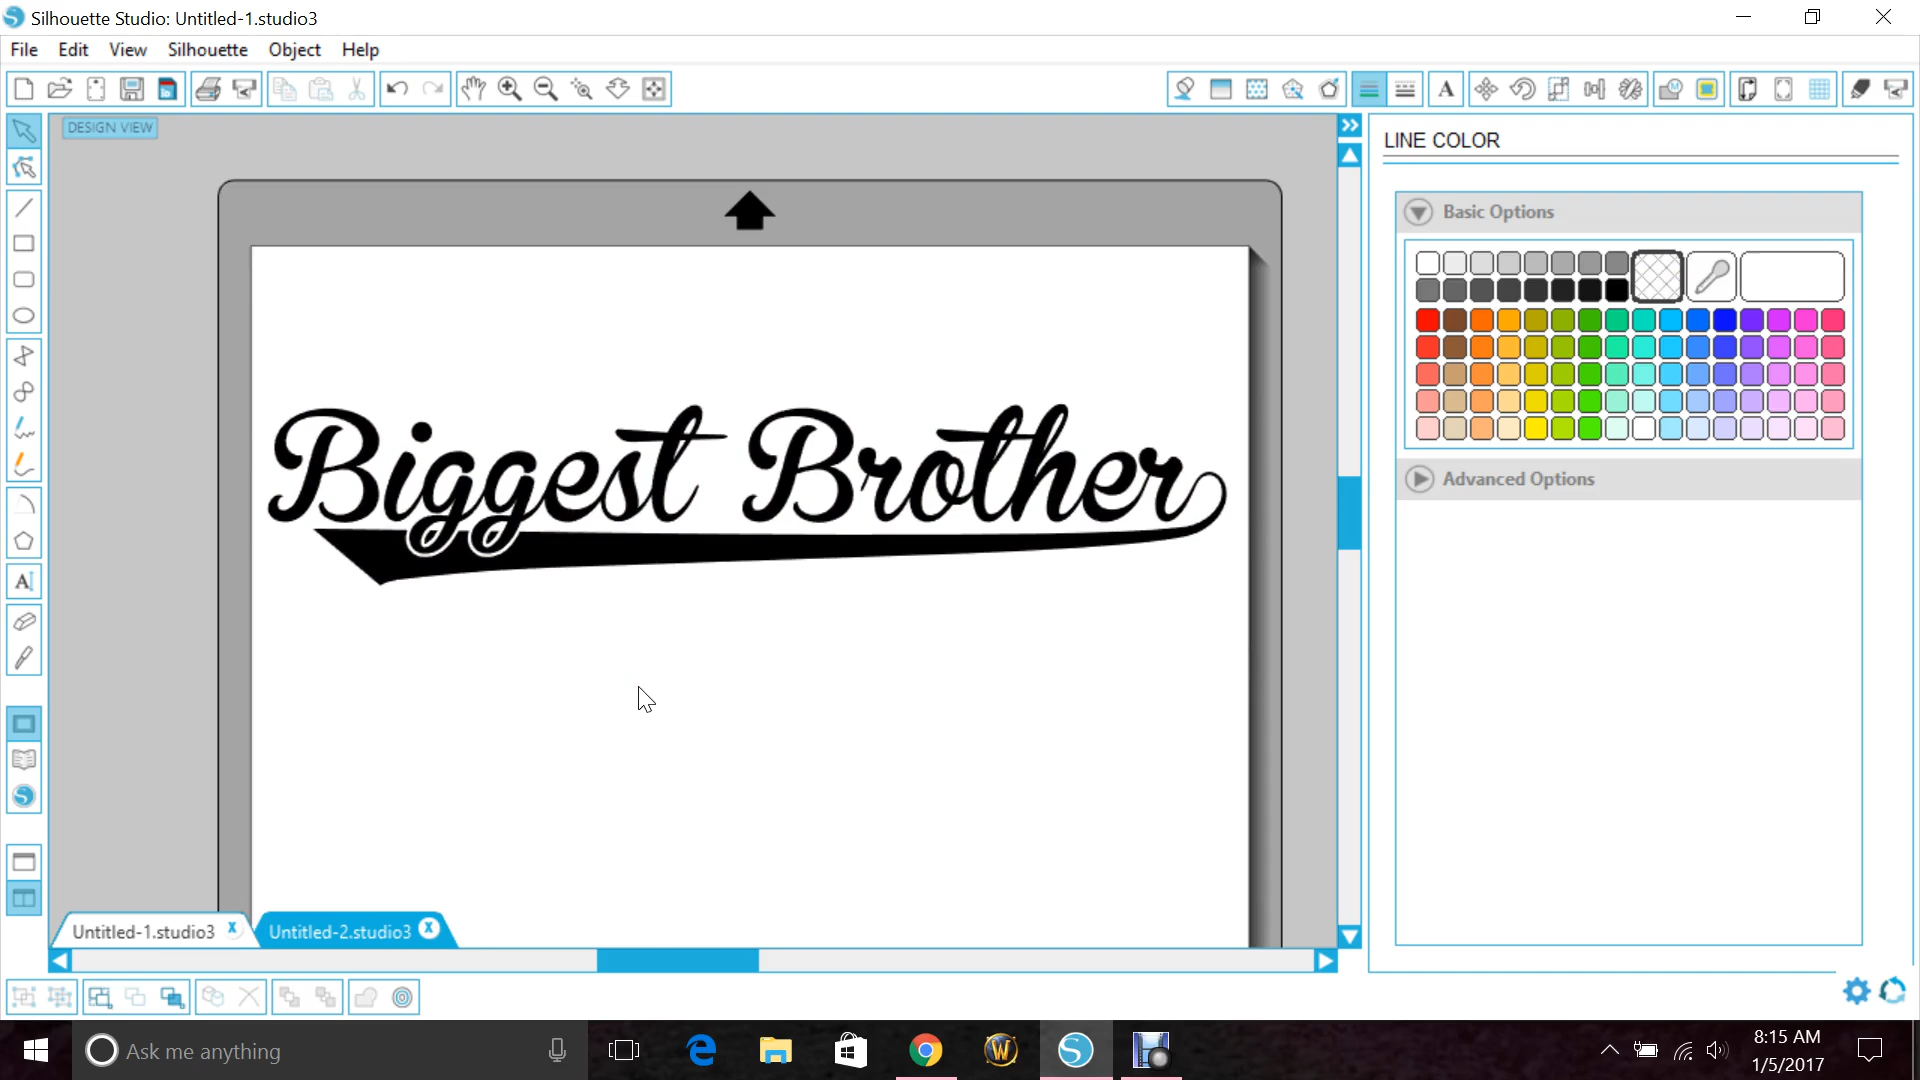 Silhouette Studio: Untitled-1.studio3
File Edit View Silhouette Object Help
DESIGN VIEW
LINE COLOR
Basic Options
Advanced Options
Biggest Brother
Untitled-1.studio3 x Untitled-2.studio3 x
Ask me anything
8:15 AM
1/5/2017